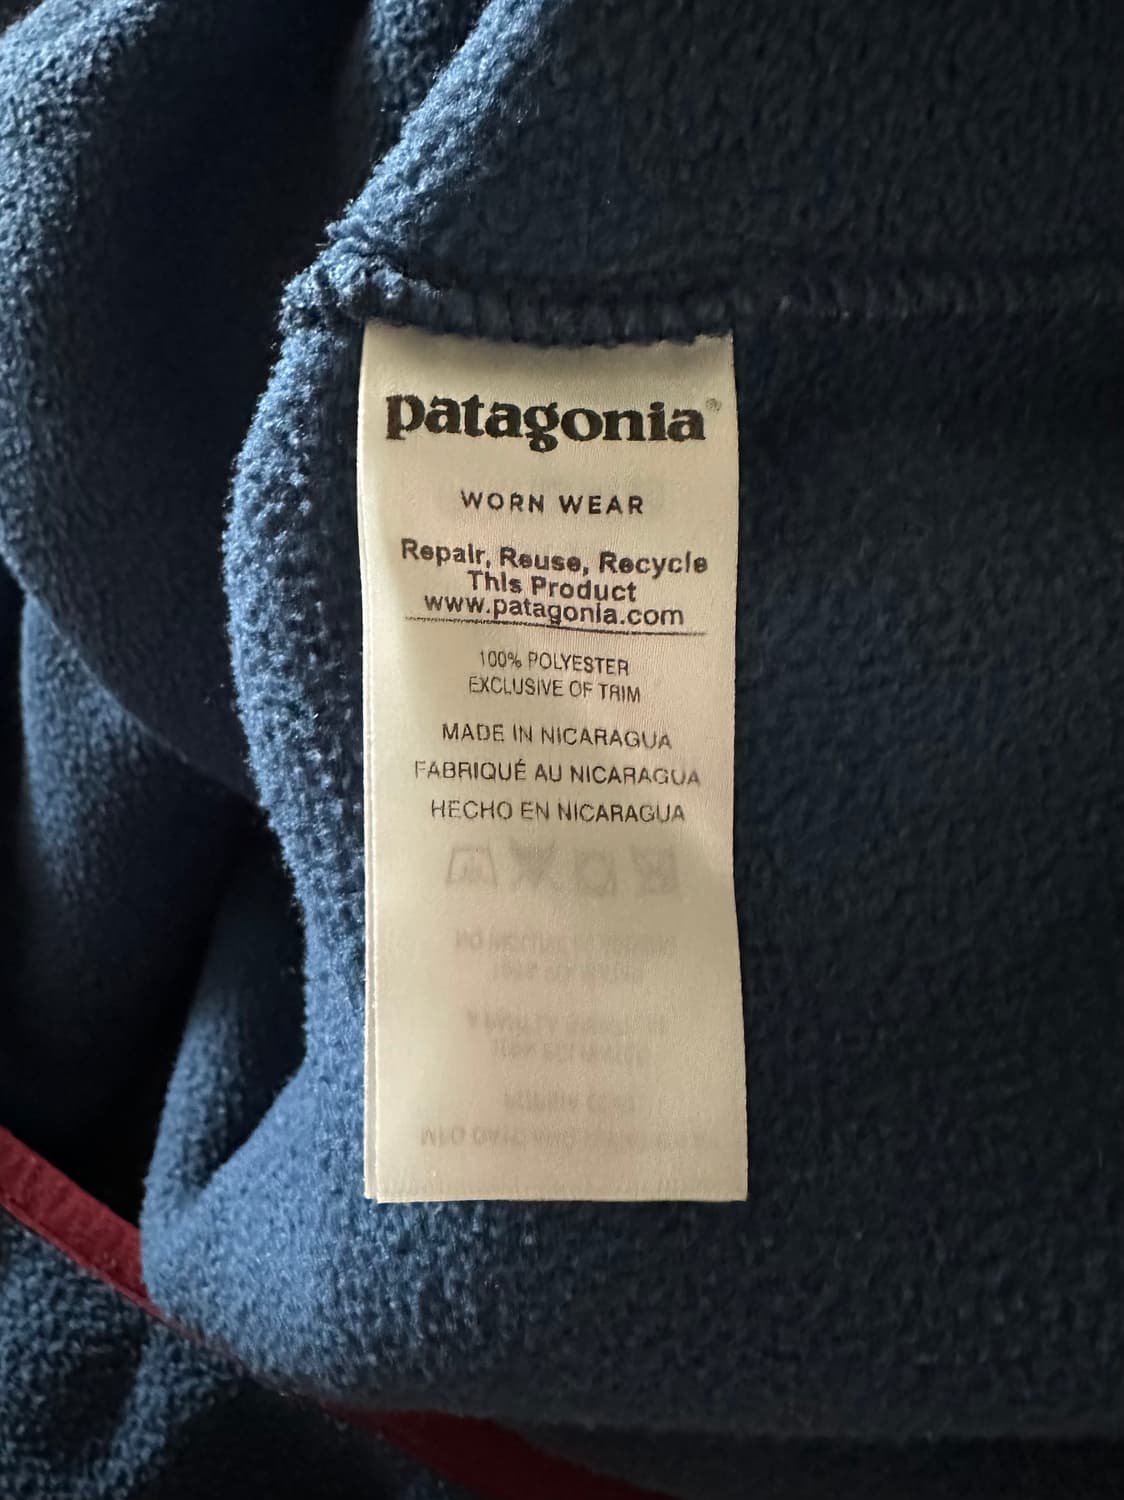 patagonia®
WORN WEAR
Repair, Reuse, Recycle
This Product
www.patagonia.com
100% POLYESTER
EXCLUSIVE OF TRIM
MADE IN NICARAGUA
FABRIQUÉ AU NICARAGUA
HECHO EN NICARAGUA